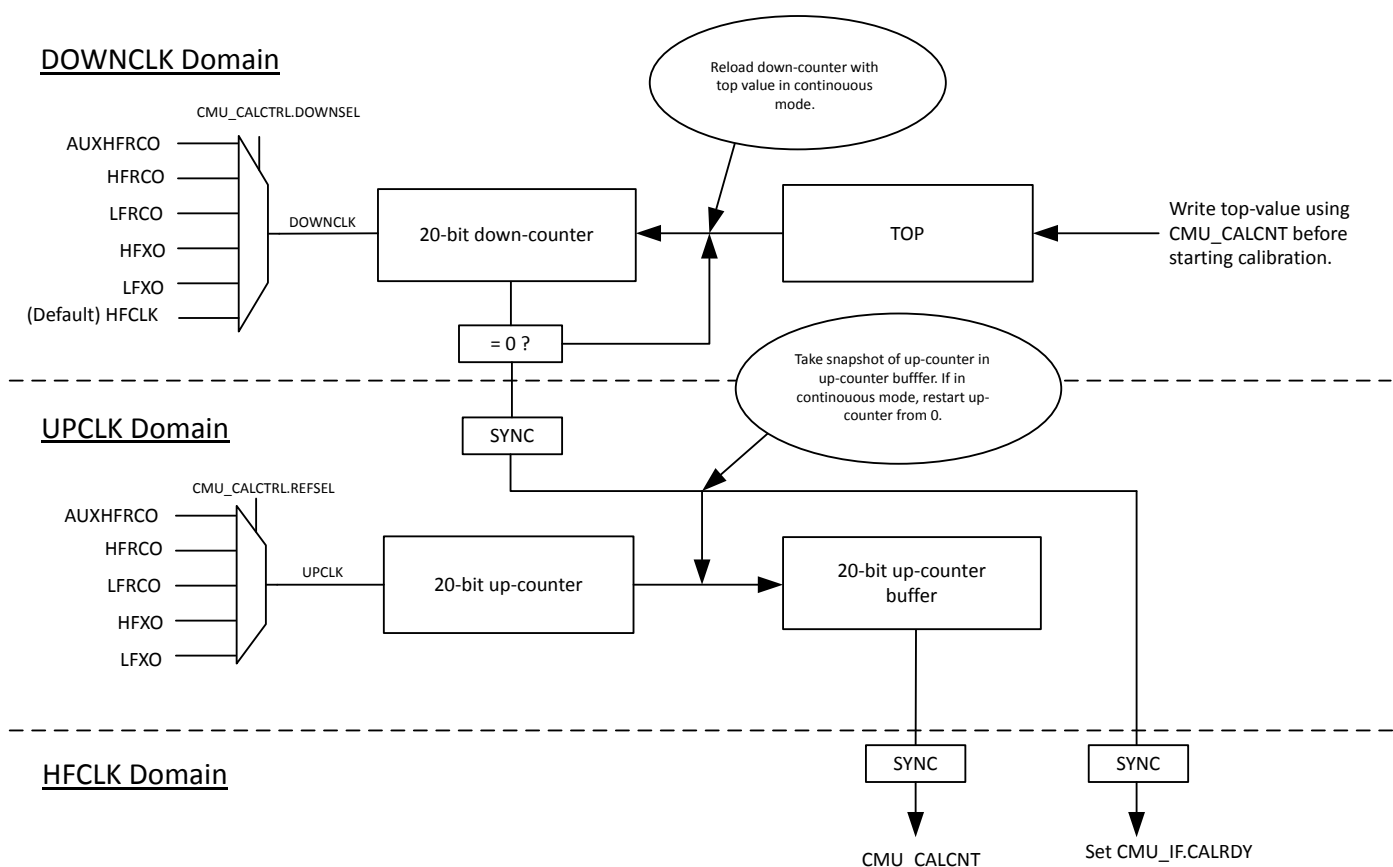 DOWNCLK Domain
Reload down-counter with
top value in continouous
mode.
CMU_CALCTRL.DOWNSEL
AUXHFRCO
HFRCO
LFRCO
HFXO
LFXO
(Default) HFCLK
DOWNCLK
20-bit down-counter
TOP
Write top-value using
CMU_CALCNT before
starting calibration.
= 0 ?
Take snapshot of up-counter in
up-counter bufffer. If in
continouous mode, restart up-
counter from 0.
UPCLK Domain
SYNC
CMU_CALCTRL.REFSEL
AUXHFRCO
HFRCO
LFRCO
HFXO
LFXO
UPCLK
20-bit up-counter
20-bit up-counter
buffer
HFCLK Domain
SYNC
SYNC
CMU_CALCNT
Set CMU_IF.CALRDY